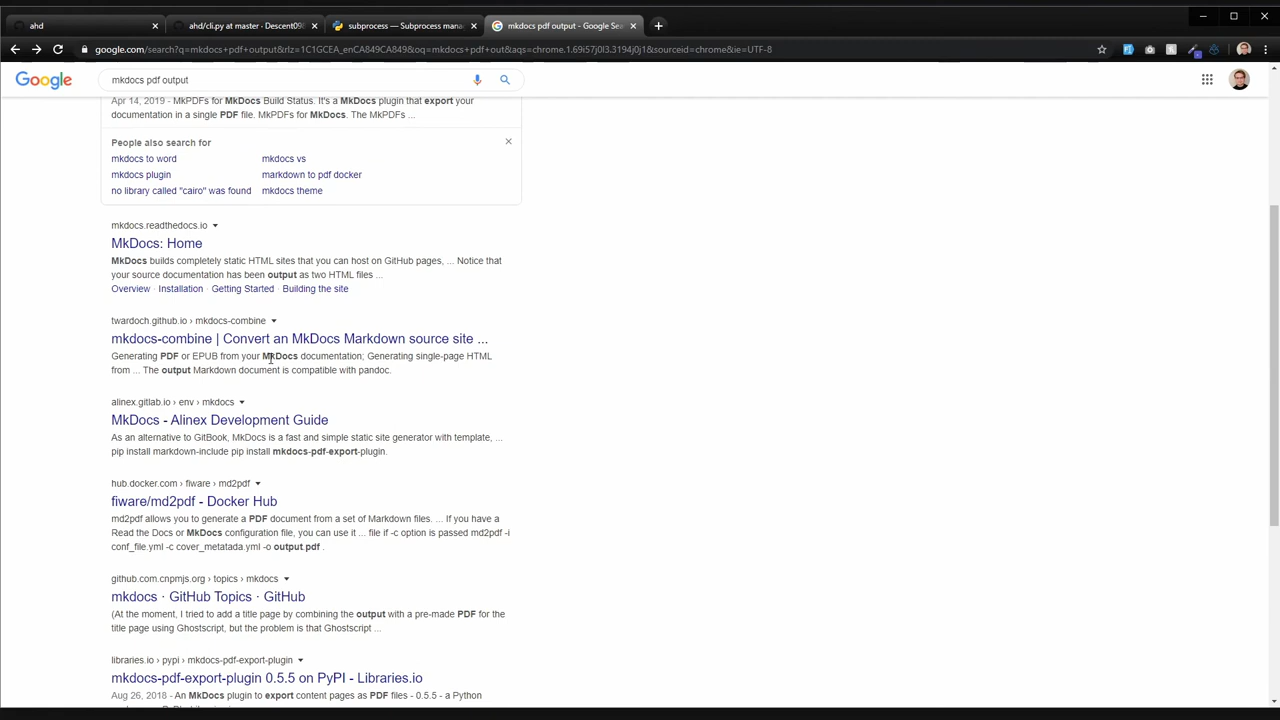 ahd
ahd/cli.py at master · Descent098
subprocess — Subprocess mana
mkdocs pdf output - Google Sea
google.com/search?q=mkdocs+pdf+output&rlz=1C1GCEA_enCA849CA849&oq=mkdocs+pdf+out&aqs=chrome.1.69i57j0l3.3194j0j1&sourceid=chrome&ie=UTF-8
Google
mkdocs pdf output
Apr 14, 2019 - MkPDFs for MkDocs Build Status. It's a MkDocs plugin that export your
documentation in a single PDF file. MkPDFs for MkDocs. The MkPDFs ...
People also search for
mkdocs to word
mkdocs vs
mkdocs plugin
markdown to pdf docker
no library called "cairo" was found
mkdocs theme
mkdocs.readthedocs.io
MkDocs: Home
MkDocs builds completely static HTML sites that you can host on GitHub pages, ... Notice that
your source documentation has been output as two HTML files ...
Overview · Installation · Getting Started · Building the site
twardoch.github.io › mkdocs-combine
mkdocs-combine | Convert an MkDocs Markdown source site ...
Generating PDF or EPUB from your MkDocs documentation; Generating single-page HTML
from ... The output Markdown document is compatible with pandoc.
alinex.gitlab.io › env › mkdocs
MkDocs - Alinex Development Guide
As an alternative to GitBook, MkDocs is a fast and simple static site generator with template, ...
pip install markdown-include pip install mkdocs-pdf-export-plugin.
hub.docker.com › fiware › md2pdf
fiware/md2pdf - Docker Hub
md2pdf allows you to generate a PDF document from a set of Markdown files. ... If you have a
Read the Docs or MkDocs configuration file, you can use it ... file if -c option is passed md2pdf -i
conf_file.yml -c cover_metatada.yml -o output.pdf .
github.com.cnpmjs.org › topics › mkdocs
mkdocs · GitHub Topics · GitHub
(At the moment, I tried to add a title page by combining the output with a pre-made PDF for the
title page using Ghostscript, but the problem is that Ghostscript ...
libraries.io › pypi › mkdocs-pdf-export-plugin
mkdocs-pdf-export-plugin 0.5.5 on PyPI - Libraries.io
Aug 26, 2018 - An MkDocs plugin to export content pages as PDF files - 0.5.5 - a Python